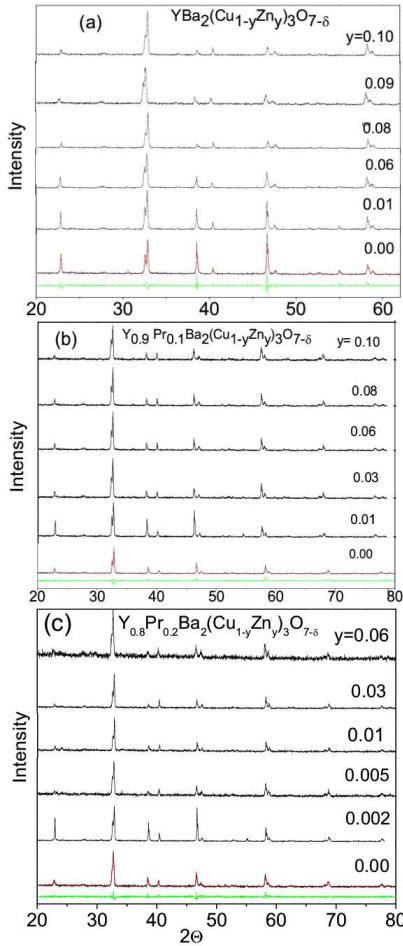 (a) YBa₂(Cu₁₋yZny)₃O₇₋δ y=0.10
0.09
0.08
0.06
0.01
0.00
Intensity
20 30 40 50 60
(b) Y₀.₉ Pr₀.₁Ba₂(Cu₁₋yZny)₃O₇₋δ y= 0.10
0.08
0.06
0.03
0.01
0.00
Intensity
20 30 40 50 60 70 80
(c) Y₀.₈Pr₀.₂Ba₂(Cu₁₋yZny)₃O₇₋δ y=0.06
0.03
0.01
0.005
0.002
0.00
Intensity
20 30 40 50 60 70 80
2Θ